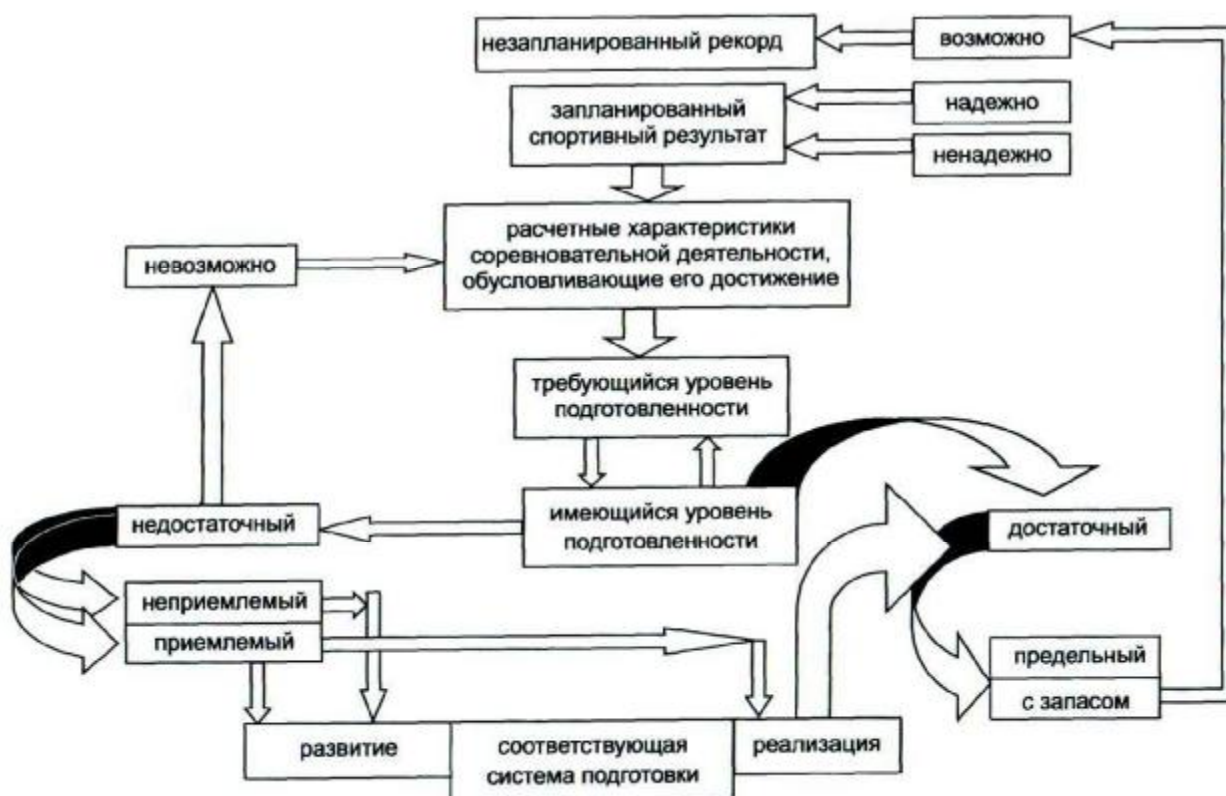 незапланированный рекорд
возможно
запланированный
спортивный результат
надежно
ненадежно
расчетные характеристики
соревновательной деятельности,
обусловливающие его достижение
невозможно
требующийся уровень
подготовленности
недостаточный
имеющийся уровень
подготовленности
достаточный
неприемлемый
приемлемый
предельный
с запасом
развитие
соответствующая
система подготовки
реализация